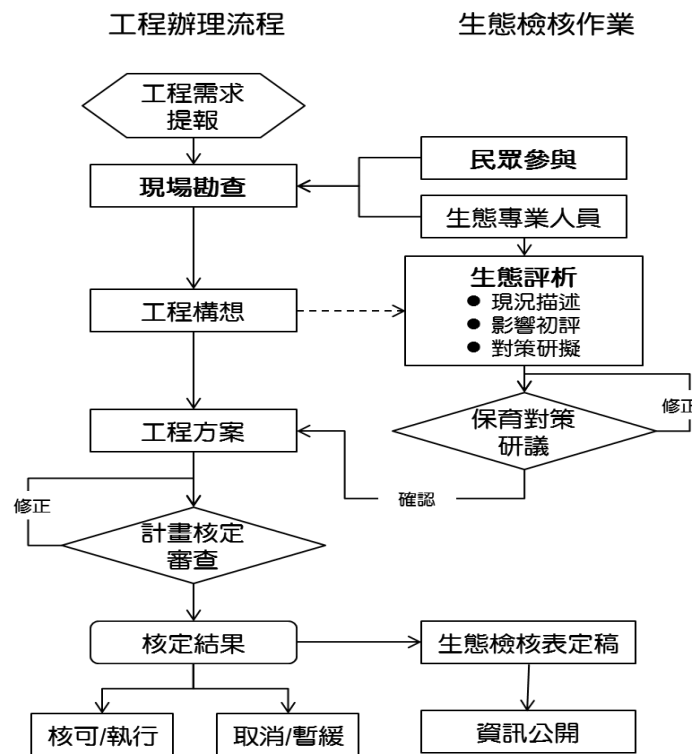 工程辦理流程
生態檢核作業
工程需求
提報
民眾參與
現場勘查
生態專業人員
生態評析
● 現況描述
● 影響初評
● 對策研擬
工程構想
修正
保育對策
研議
工程方案
確認
修正
計畫核定
審查
核定結果
生態檢核表定稿
核可/執行
取消/暫緩
資訊公開